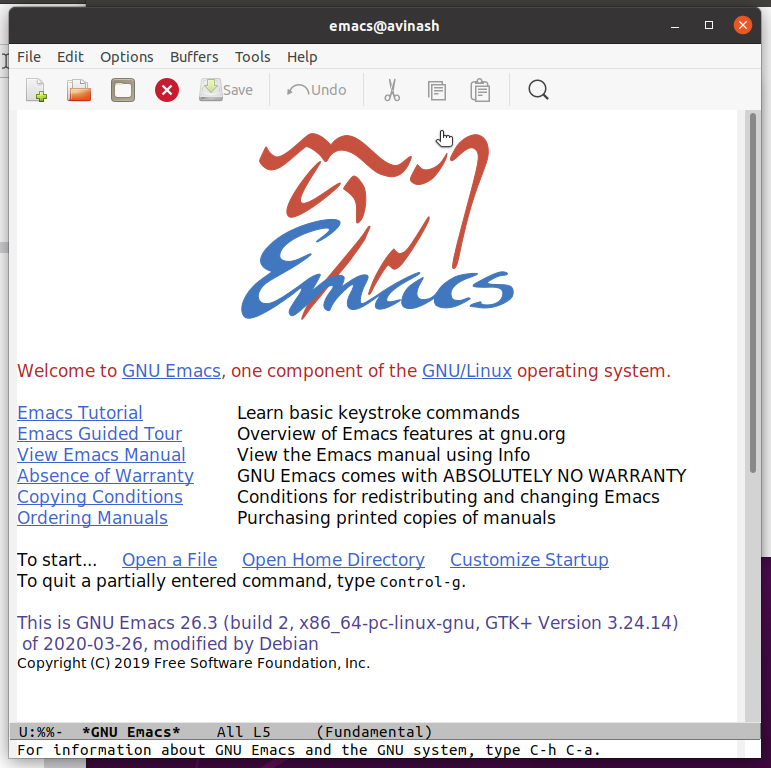 emacs@avinash
File Edit Options Buffers Tools Help
Save Undo
Emacs
Welcome to GNU Emacs, one component of the GNU/Linux operating system.
Emacs Tutorial Learn basic keystroke commands
Emacs Guided Tour Overview of Emacs features at gnu.org
View Emacs Manual View the Emacs manual using Info
Absence of Warranty GNU Emacs comes with ABSOLUTELY NO WARRANTY
Copying Conditions Conditions for redistributing and changing Emacs
Ordering Manuals Purchasing printed copies of manuals
To start... Open a File Open Home Directory Customize Startup
To quit a partially entered command, type control-g.
This is GNU Emacs 26.3 (build 2, x86_64-pc-linux-gnu, GTK+ Version 3.24.14)
of 2020-03-26, modified by Debian
Copyright (C) 2019 Free Software Foundation, Inc.
U:%%- *GNU Emacs* All L5 (Fundamental)
For information about GNU Emacs and the GNU system, type C-h C-a.